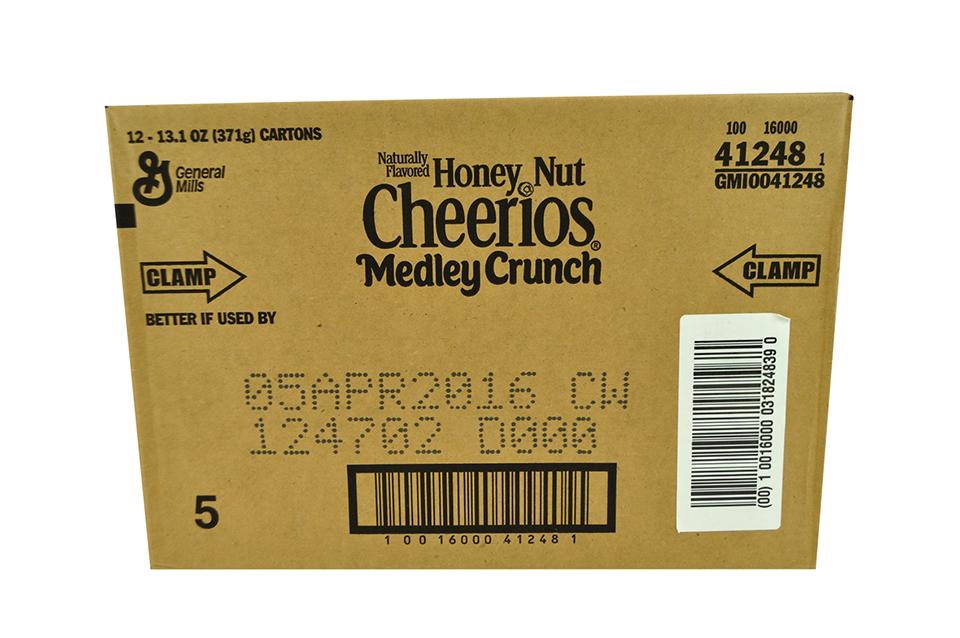 12 - 13.1 OZ (371g) CARTONS
General
Mills
Naturally
Flavored
Honey Nut
Cheerios®
Medley Crunch
100 16000
41248 1
GMI0041248
CLAMP
CLAMP
BETTER IF USED BY
05APR2016 CW
124702 D000
5
1 00 16000 41248 1
(00) 1 0016000 031824839 0